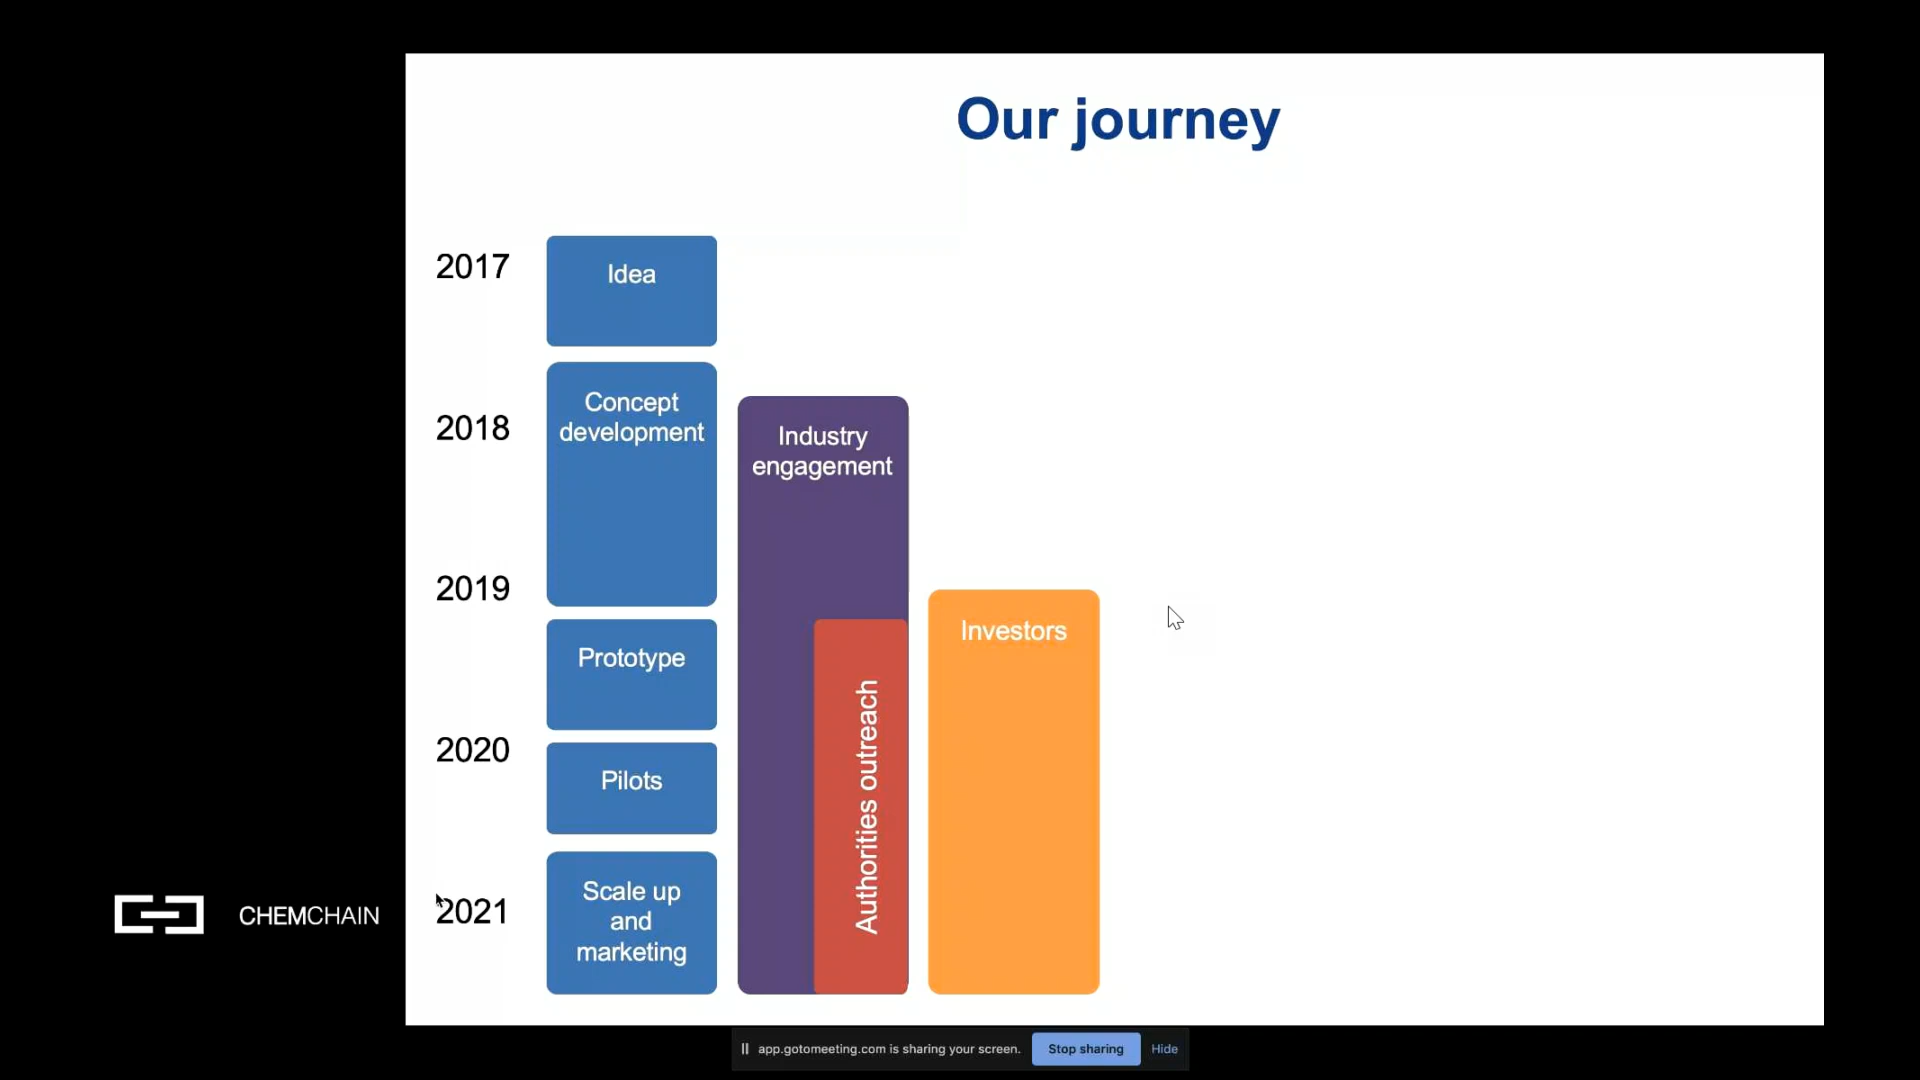 Our journey
2017
Idea
2018
Concept
development
Industry
engagement
2019
Investors
Prototype
Authorities outreach
2020
Pilots
2021
Scale up
and
marketing
CHEMCHAIN
app.gotomeeting.com is sharing your screen.
Stop sharing
Hide